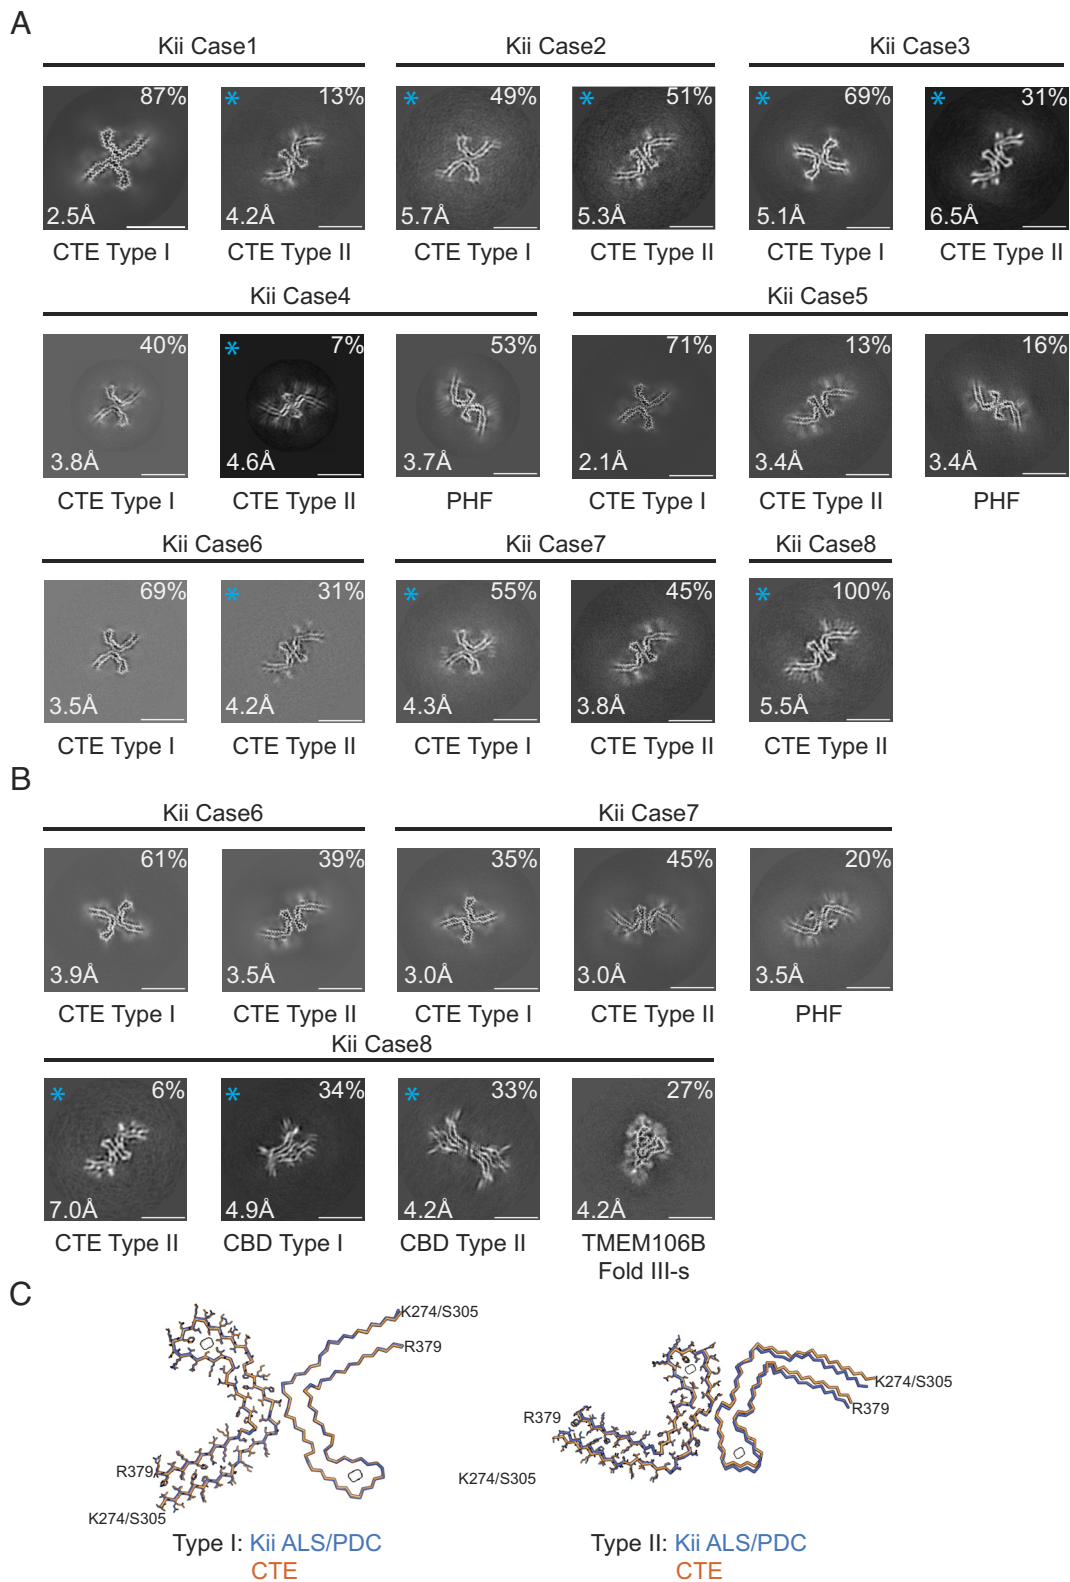 A
Kii Case1
Kii Case2
Kii Case3
* 87%
* 13%
* 49%
* 51%
* 69%
* 31%
2.5Å
4.2Å
5.7Å
5.3Å
5.1Å
6.5Å
CTE Type I
CTE Type II
CTE Type I
CTE Type II
CTE Type I
CTE Type II
Kii Case4
Kii Case5
40%
* 7%
53%
71%
13%
16%
3.8Å
4.6Å
3.7Å
2.1Å
3.4Å
3.4Å
CTE Type I
CTE Type II
PHF
CTE Type I
CTE Type II
PHF
Kii Case6
Kii Case7
Kii Case8
69%
* 31%
* 55%
45%
* 100%
3.5Å
4.2Å
4.3Å
3.8Å
5.5Å
CTE Type I
CTE Type II
CTE Type I
CTE Type II
CTE Type II
B
Kii Case6
Kii Case7
61%
39%
35%
45%
20%
3.9Å
3.5Å
3.0Å
3.0Å
3.5Å
CTE Type I
CTE Type II
CTE Type I
CTE Type II
PHF
Kii Case8
* 6%
* 34%
* 33%
27%
7.0Å
4.9Å
4.2Å
4.2Å
CTE Type II
CBD Type I
CBD Type II
TMEM106B
Fold III-s
C
K274/S305
R379
R379
K274/S305
Type I: Kii ALS/PDC
CTE
K274/S305
R379
R379
K274/S305
Type II: Kii ALS/PDC
CTE